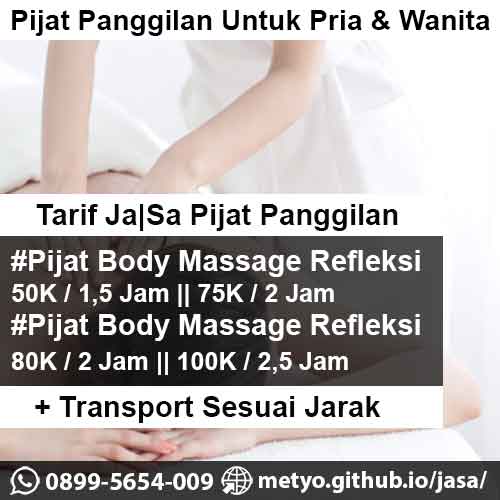 Pijat Panggilan Untuk Pria & Wanita
Tarif Ja|Sa Pijat Panggilan
#Pijat Body Massage Refleksi
50K / 1,5 Jam || 75K / 2 Jam
#Pijat Body Massage Refleksi
80K / 2 Jam || 100K / 2,5 Jam
+ Transport Sesuai Jarak
0899-5654-009 metyo.github.io/jasa/